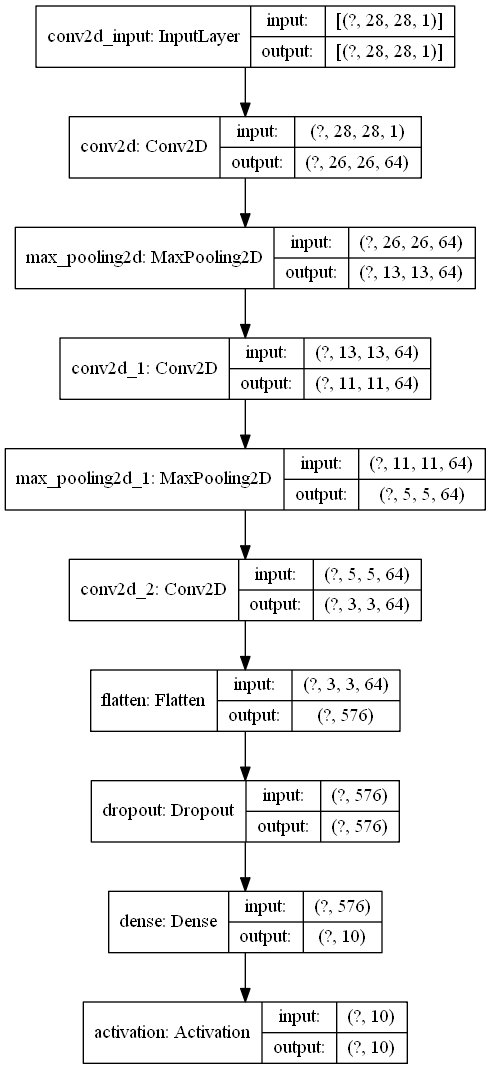 conv2d_input: InputLayer
input: [(?, 28, 28, 1)]
output: [(?, 28, 28, 1)]
conv2d: Conv2D
input: (?, 28, 28, 1)
output: (?, 26, 26, 64)
max_pooling2d: MaxPooling2D
input: (?, 26, 26, 64)
output: (?, 13, 13, 64)
conv2d_1: Conv2D
input: (?, 13, 13, 64)
output: (?, 11, 11, 64)
max_pooling2d_1: MaxPooling2D
input: (?, 11, 11, 64)
output: (?, 5, 5, 64)
conv2d_2: Conv2D
input: (?, 5, 5, 64)
output: (?, 3, 3, 64)
flatten: Flatten
input: (?, 3, 3, 64)
output: (?, 576)
dropout: Dropout
input: (?, 576)
output: (?, 576)
dense: Dense
input: (?, 576)
output: (?, 10)
activation: Activation
input: (?, 10)
output: (?, 10)